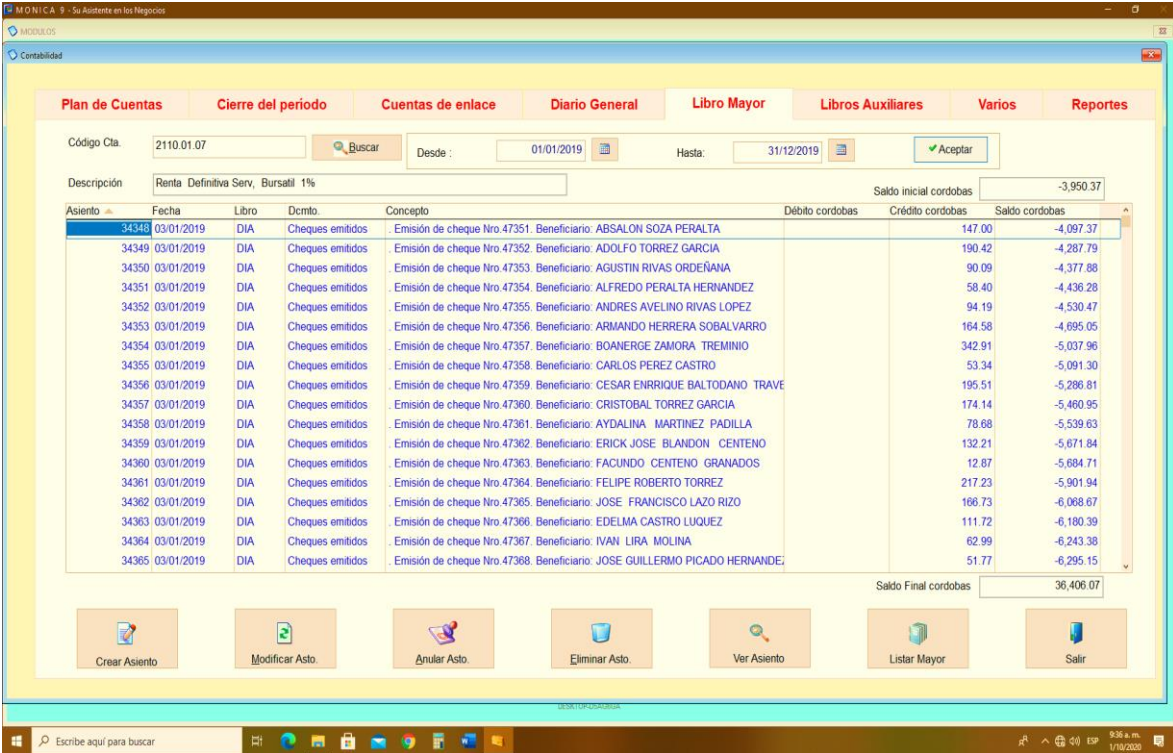 M O N I C A 9 - Su Asistente en los Negocios
MODULOS
Contabilidad
Plan de Cuentas Cierre del periodo Cuentas de enlace Diario General Libro Mayor Libros Auxiliares Varios Reportes
Código Cta. 2110.01.07 Buscar Desde : 01/01/2019 Hasta: 31/12/2019 Aceptar
Descripción Renta Definitiva Serv, Bursatil 1% Saldo inicial cordobas -3,950.37
Asiento Fecha Libro Dcmto. Concepto Débito cordobas Crédito cordobas Saldo cordobas
34348 03/01/2019 DIA Cheques emitidos . Emisión de cheque Nro.47351. Beneficiario: ABSALON SOZA PERALTA 147.00 -4,097.37
34349 03/01/2019 DIA Cheques emitidos . Emisión de cheque Nro.47352. Beneficiario: ADOLFO TORREZ GARCIA 190.42 -4,287.79
34350 03/01/2019 DIA Cheques emitidos . Emisión de cheque Nro.47353. Beneficiario: AGUSTIN RIVAS ORDEÑANA 90.09 -4,377.88
34351 03/01/2019 DIA Cheques emitidos . Emisión de cheque Nro.47354. Beneficiario: ALFREDO PERALTA HERNANDEZ 58.40 -4,436.28
34352 03/01/2019 DIA Cheques emitidos . Emisión de cheque Nro.47355. Beneficiario: ANDRES AVELINO RIVAS LOPEZ 94.19 -4,530.47
34353 03/01/2019 DIA Cheques emitidos . Emisión de cheque Nro.47356. Beneficiario: ARMANDO HERRERA SOBALVARRO 164.58 -4,695.05
34354 03/01/2019 DIA Cheques emitidos . Emisión de cheque Nro.47357. Beneficiario: BOANERGE ZAMORA TREMINIO 342.91 -5,037.96
34355 03/01/2019 DIA Cheques emitidos . Emisión de cheque Nro.47358. Beneficiario: CARLOS PEREZ CASTRO 53.34 -5,091.30
34356 03/01/2019 DIA Cheques emitidos . Emisión de cheque Nro.47359. Beneficiario: CESAR ENRRIQUE BALTODANO TRAVE 195.51 -5,286.81
34357 03/01/2019 DIA Cheques emitidos . Emisión de cheque Nro.47360. Beneficiario: CRISTOBAL TORREZ GARCIA 174.14 -5,460.95
34358 03/01/2019 DIA Cheques emitidos . Emisión de cheque Nro.47361. Beneficiario: AYDALINA MARTINEZ PADILLA 78.68 -5,539.63
34359 03/01/2019 DIA Cheques emitidos . Emisión de cheque Nro.47362. Beneficiario: ERICK JOSE BLANDON CENTENO 132.21 -5,671.84
34360 03/01/2019 DIA Cheques emitidos . Emisión de cheque Nro.47363. Beneficiario: FACUNDO CENTENO GRANADOS 12.87 -5,684.71
34361 03/01/2019 DIA Cheques emitidos . Emisión de cheque Nro.47364. Beneficiario: FELIPE ROBERTO TORREZ 217.23 -5,901.94
34362 03/01/2019 DIA Cheques emitidos . Emisión de cheque Nro.47365. Beneficiario: JOSE FRANCISCO LAZO RIZO 166.73 -6,068.67
34363 03/01/2019 DIA Cheques emitidos . Emisión de cheque Nro.47366. Beneficiario: EDELMA CASTRO LUQUEZ 111.72 -6,180.39
34364 03/01/2019 DIA Cheques emitidos . Emisión de cheque Nro.47367. Beneficiario: IVAN LIRA MOLINA 62.99 -6,243.38
34365 03/01/2019 DIA Cheques emitidos . Emisión de cheque Nro.47368. Beneficiario: JOSE GUILLERMO PICADO HERNANDEZ 51.77 -6,295.15
Saldo Final cordobas 36,406.07
Crear Asiento Modificar Asto. Anular Asto. Eliminar Asto. Ver Asiento Listar Mayor Salir
Escribe aquí para buscar ESP 9:36 a. m.
1/10/2020